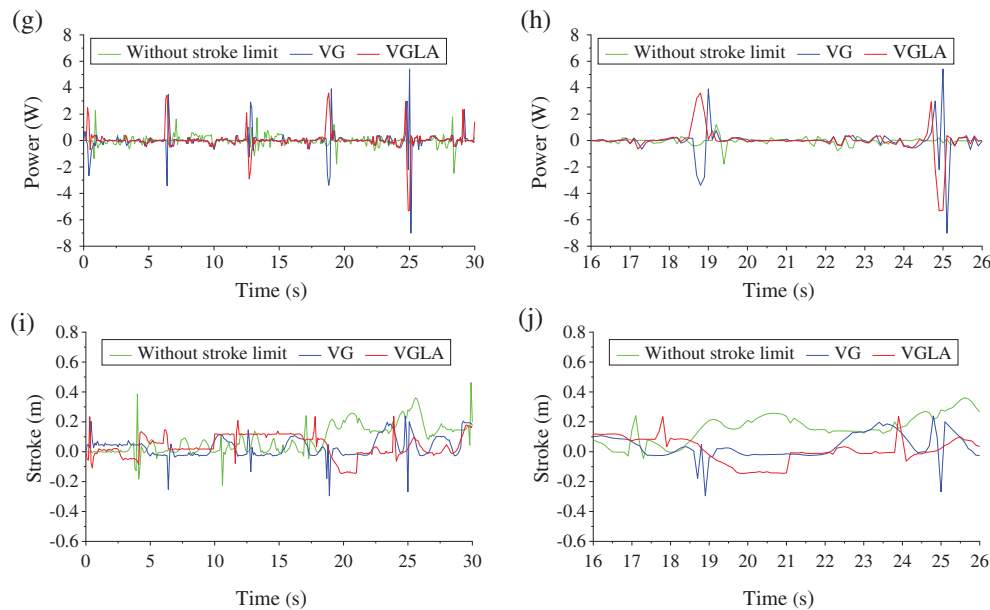 (g)
Without stroke limit VG VGLA
8
6
4
2
0
-2
-4
-6
-8
Power (W)
0 5 10 15 20 25 30
Time (s)
(h)
Without stroke limit VG VGLA
8
6
4
2
0
-2
-4
-6
-8
Power (W)
16 17 18 19 20 21 22 23 24 25 26
Time (s)
(i)
Without stroke limit VG VGLA
0.8
0.6
0.4
0.2
0.0
-0.2
-0.4
-0.6
Stroke (m)
0 5 10 15 20 25 30
Time (s)
(j)
Without stroke limit VG VGLA
0.8
0.6
0.4
0.2
0.0
-0.2
-0.4
-0.6
Stroke (m)
16 17 18 19 20 21 22 23 24 25 26
Time (s)